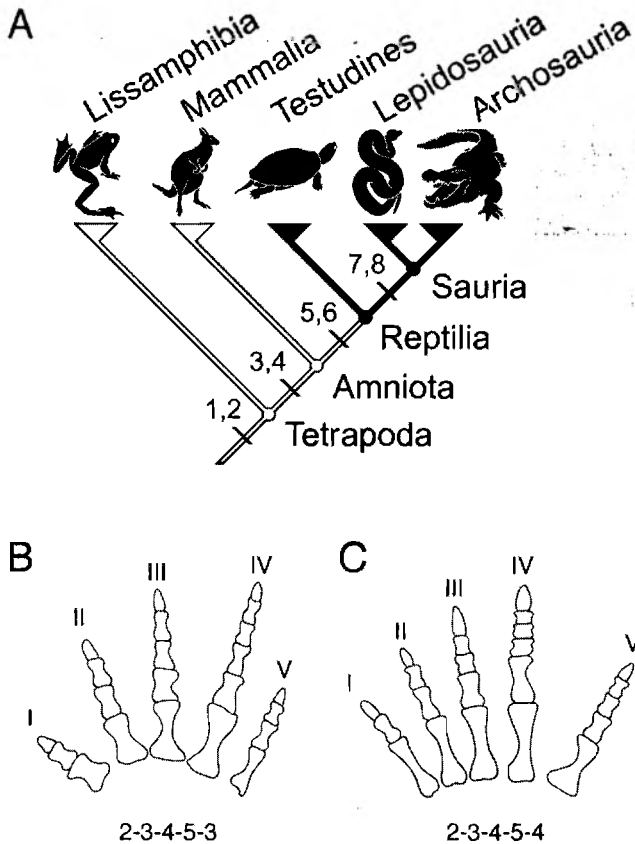 A
Lissamphibia
Mammalia
Testudines
Lepidosauria
Archosauria
7,8
Sauria
5,6
Reptilia
3,4
Amniota
1,2
Tetrapoda
B
I
II
III
IV
V
2-3-4-5-3
C
I
II
III
IV
V
2-3-4-5-4